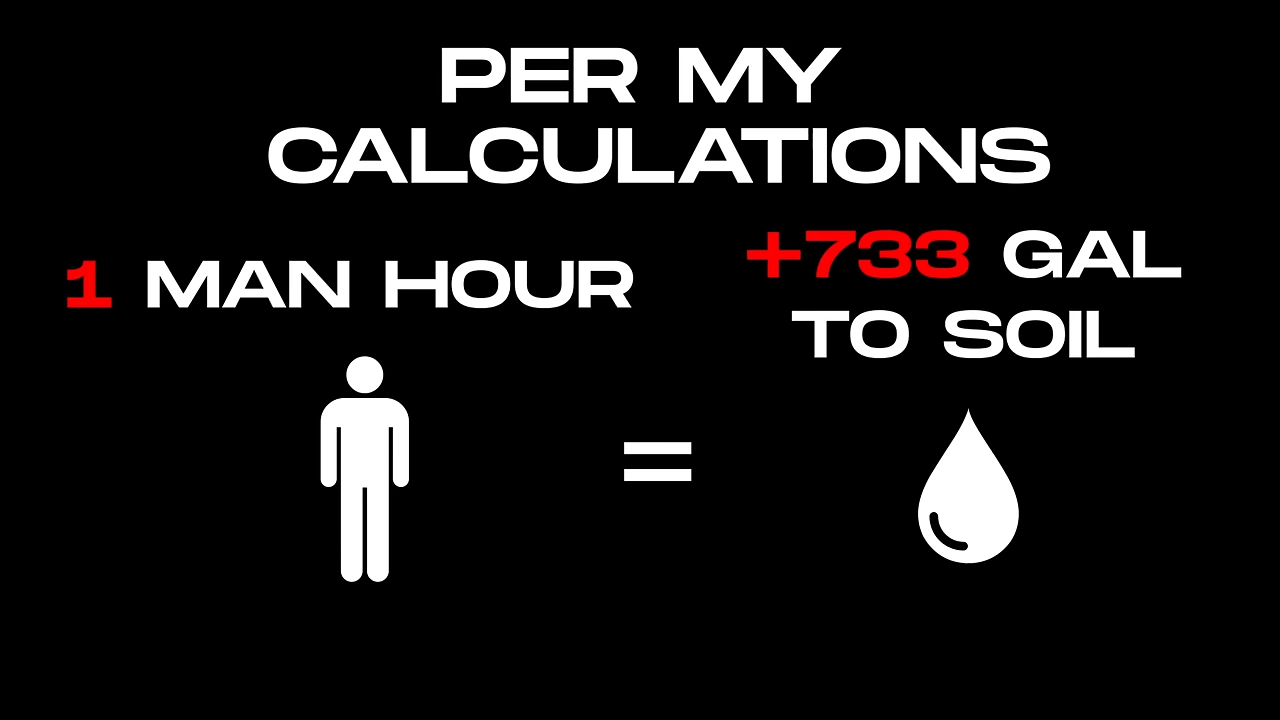 PER MY
CALCULATIONS
1 MAN HOUR
+733 GAL
TO SOIL
=